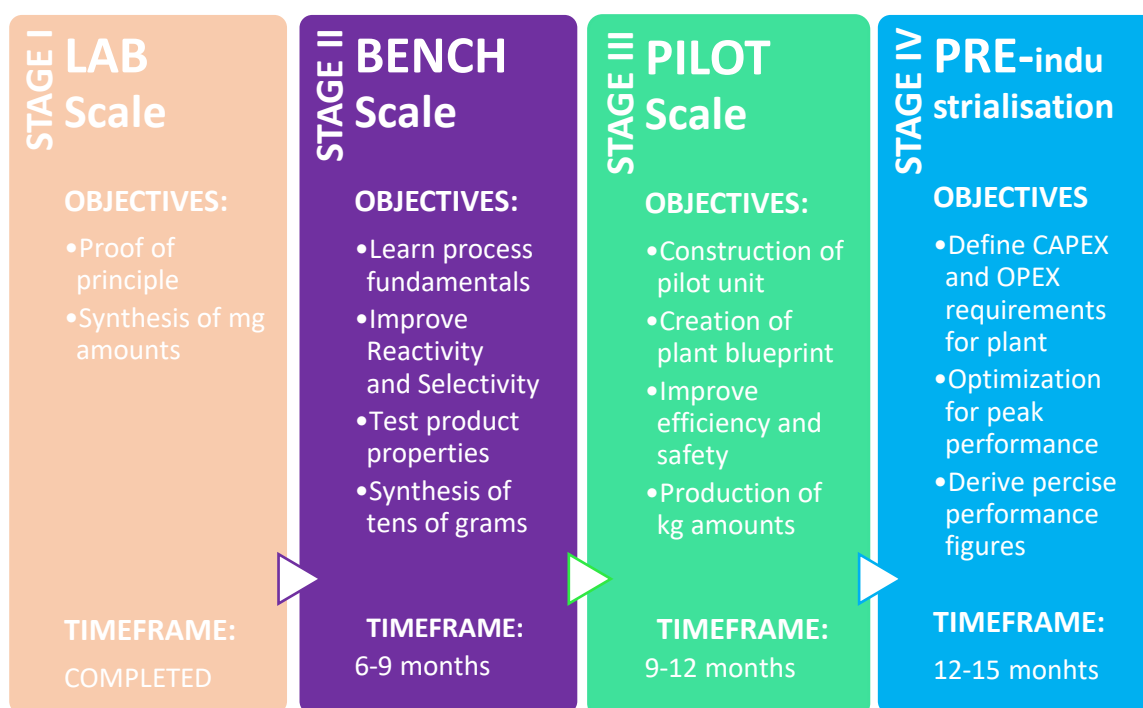 STAGE I
LAB
Scale
OBJECTIVES:
•Proof of
principle
•Synthesis of mg
amounts
TIMEFRAME:
COMPLETED
STAGE II
BENCH
Scale
OBJECTIVES:
•Learn process
fundamentals
•Improve
Reactivity
and Selectivity
•Test product
properties
•Synthesis of
tens of grams
TIMEFRAME:
6-9 months
STAGE III
PILOT
Scale
OBJECTIVES:
•Construction of
pilot unit
•Creation of
plant blueprint
•Improve
efficiency and
safety
•Production of
kg amounts
TIMEFRAME:
9-12 months
STAGE IV
PRE-indu
strialisation
OBJECTIVES
•Define CAPEX
and OPEX
requirements
for plant
•Optimization
for peak
performance
•Derive percise
performance
figures
TIMEFRAME:
12-15 monhts